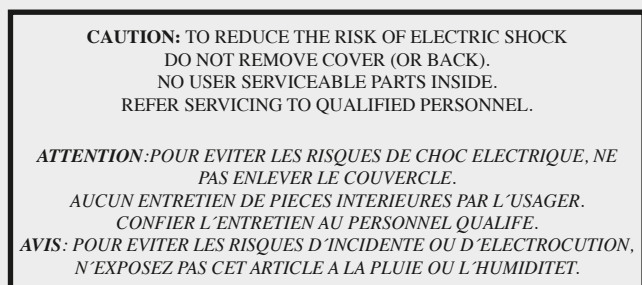 CAUTION: TO REDUCE THE RISK OF ELECTRIC SHOCK
DO NOT REMOVE COVER (OR BACK).
NO USER SERVICEABLE PARTS INSIDE.
REFER SERVICING TO QUALIFIED PERSONNEL.
ATTENTION:POUR EVITER LES RISQUES DE CHOC ELECTRIQUE, NE
PAS ENLEVER LE COUVERCLE.
AUCUN ENTRETIEN DE PIECES INTERIEURES PAR L´USAGER.
CONFIER L´ENTRETIEN AU PERSONNEL QUALIFE.
AVIS: POUR EVITER LES RISQUES D´INCIDENTE OU D´ELECTROCUTION,
N´EXPOSEZ PAS CET ARTICLE A LA PLUIE OU L´HUMIDITET.